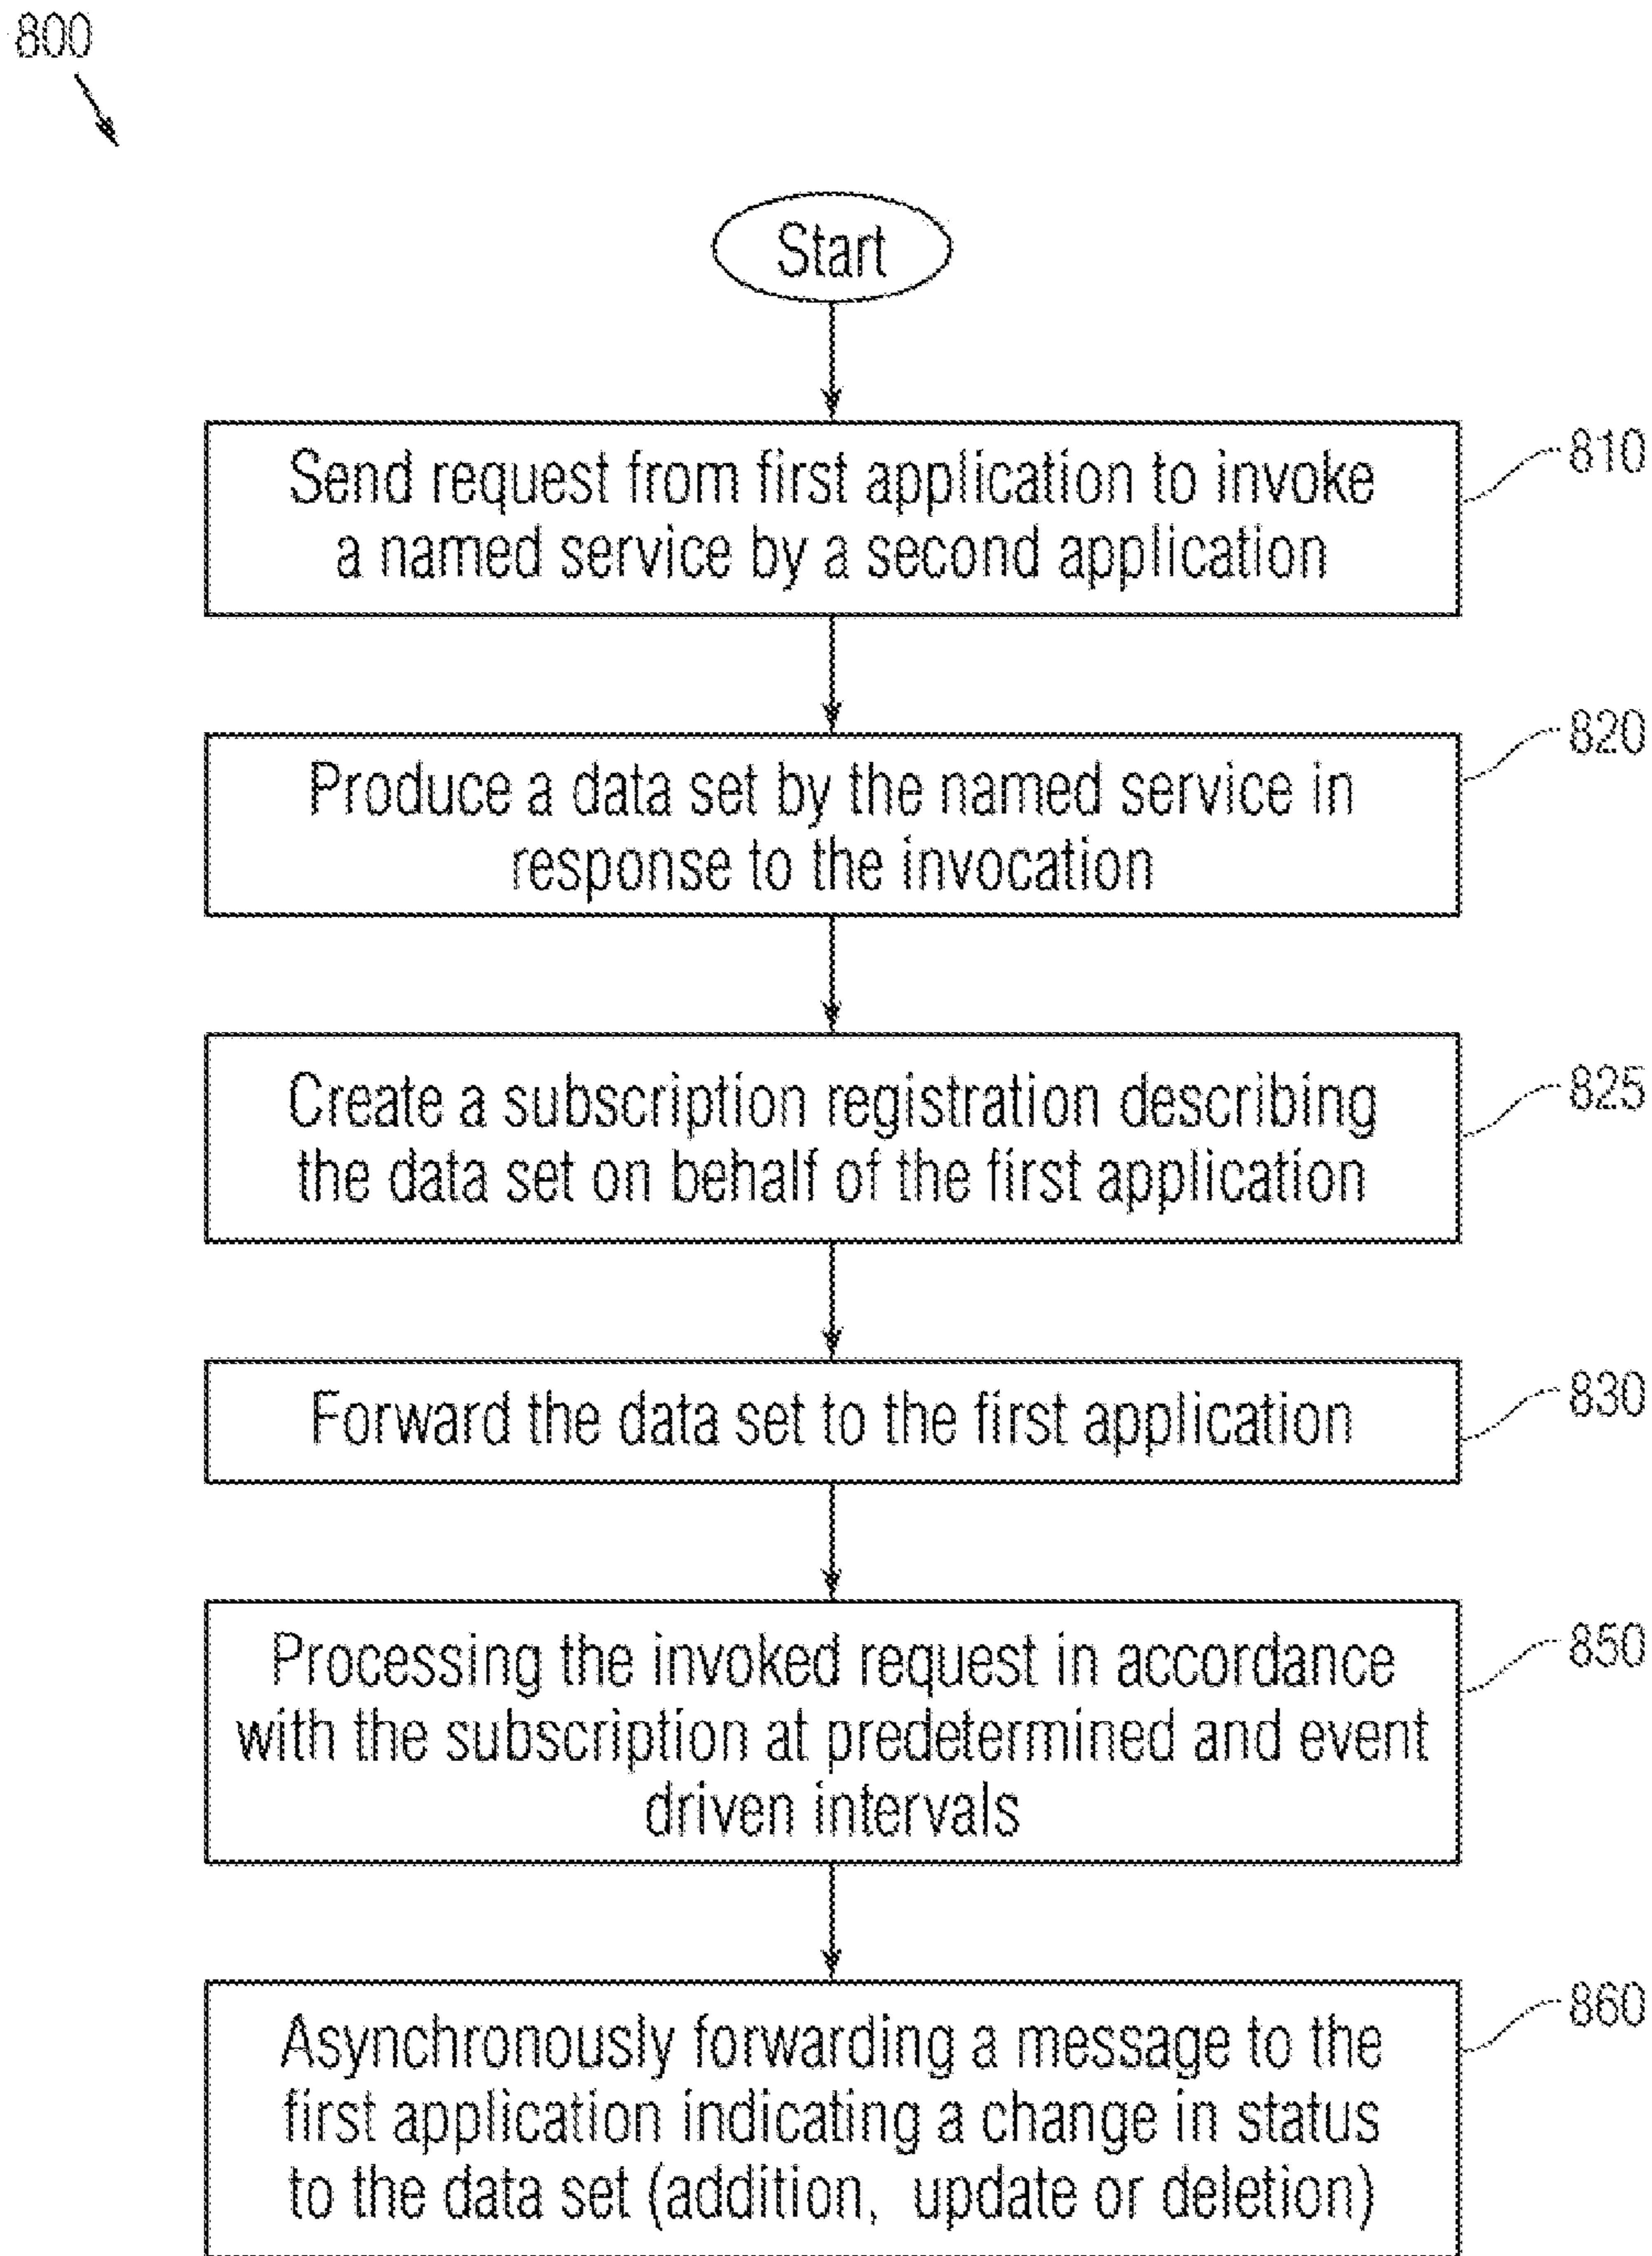 800
Start
Send request from first application to invoke
a named service by a second application
810
Produce a data set by the named service in
response to the invocation
820
Create a subscription registration describing
the data set on behalf of the first application
825
Forward the data set to the first application
830
Processing the invoked request in accordance
with the subscription at predetermined and event
driven intervals
850
Asynchronously forwarding a message to the
first application indicating a change in status
to the data set (addition, update or deletion)
860